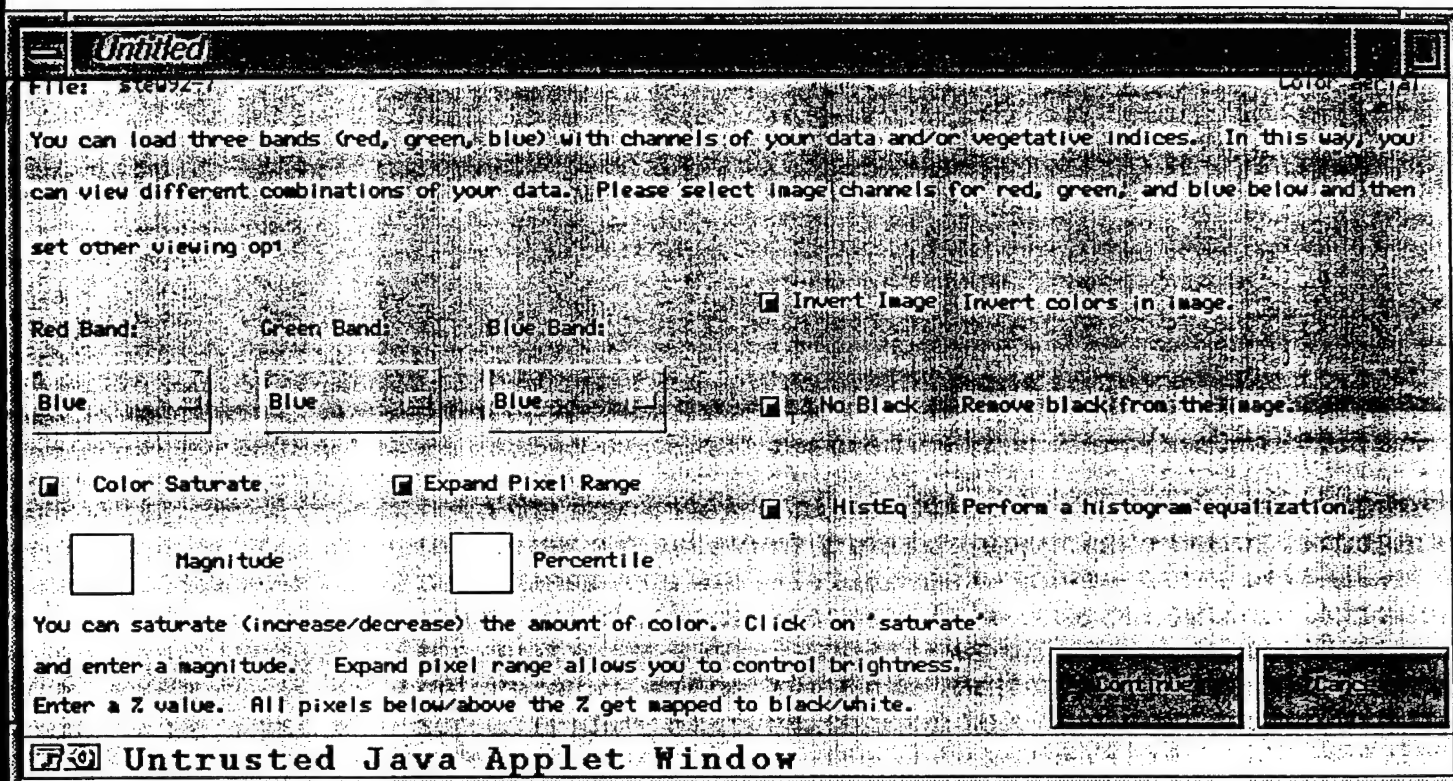 Untitled
File: stew92-7
You can load three bands (red, green, blue) with channels of your data and/or vegetative indices. In this way, you
can view different combinations of your data. Please select image channels for red, green, and blue below and then
set other viewing opt
Invert Image Invert colors in image.
Red Band: Green Band: Blue Band:
Blue Blue Blue
No Black Remove black from the image.
Color Saturate Expand Pixel Range
HistEq Perform a histogram equalization.
Magnitude Percentile
You can saturate (increase/decrease) the amount of color. Click on "saturate"
and enter a magnitude. Expand pixel range allows you to control brightness.
Continue Cancel
Enter a % value. All pixels below/above the % get mapped to black/white.
Untrusted Java Applet Window